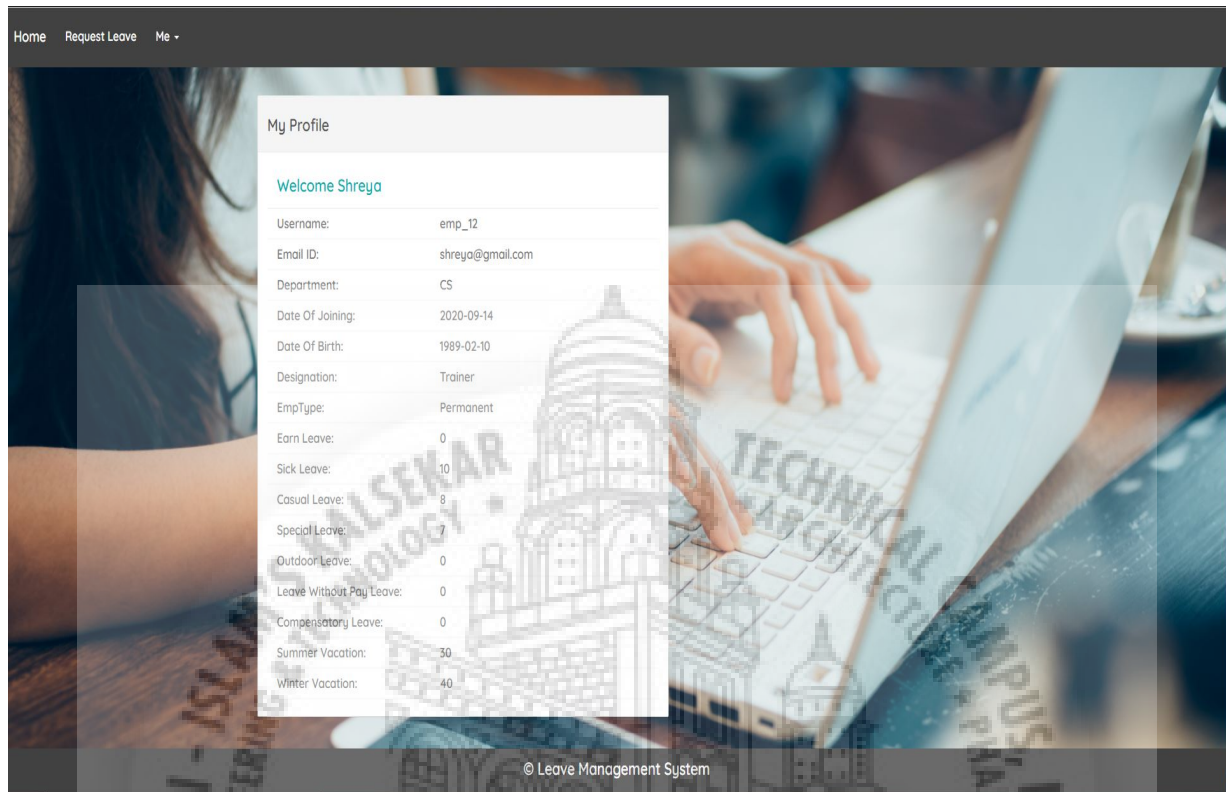 Home Request Leave Me
My Profile
Welcome Shreya
Username: emp_12
Email ID: shreya@gmail.com
Department: CS
Date Of Joining: 2020-09-14
Date Of Birth: 1989-02-10
Designation: Trainer
EmpType: Permanent
Earn Leave: 0
Sick Leave: 10
Casual Leave: 8
Special Leave: 7
Outdoor Leave: 0
Leave Without Pay Leave: 0
Compensatory Leave: 0
Summer Vacation: 30
Winter Vacation: 40
KALSEKAR TECHNICAL
© Leave Management System